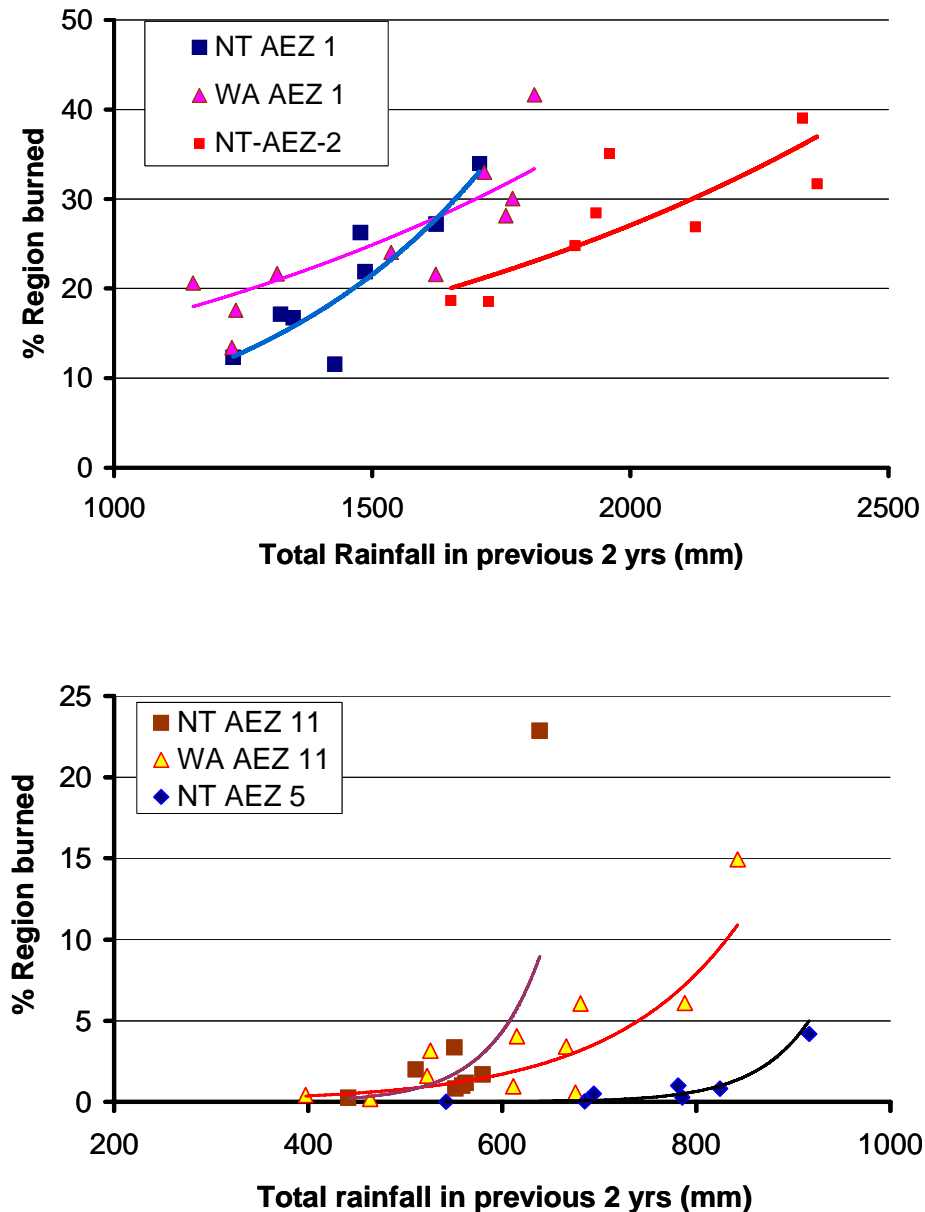 50
40
30
20
10
0
% Region burned
NT AEZ 1
WA AEZ 1
NT-AEZ-2
1000 1500 2000 2500
Total Rainfall in previous 2 yrs (mm)
25
20
15
10
5
0
% Region burned
NT AEZ 11
WA AEZ 11
NT AEZ 5
200 400 600 800 1000
Total rainfall in previous 2 yrs (mm)